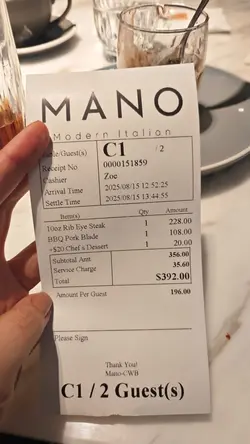 MANO
Modern Italian
Table/Guest(s) C1 / 2
Receipt No 0000151859
Cashier Zoe
Arrival Time 2025/08/15 12:52:25
Settle Time 2025/08/15 13:44:55
Item(s) Qty Amount
10oz Rib Eye Steak 1 228.00
BBQ Pork Blade 1 108.00
+$20 Chef's Dessert 1 20.00
Subtotal Amt 356.00
Service Charge 35.60
Total $392.00
Amount Per Guest 196.00
Please Sign
Thank You!
Mano-CWB
C1 / 2 Guest(s)